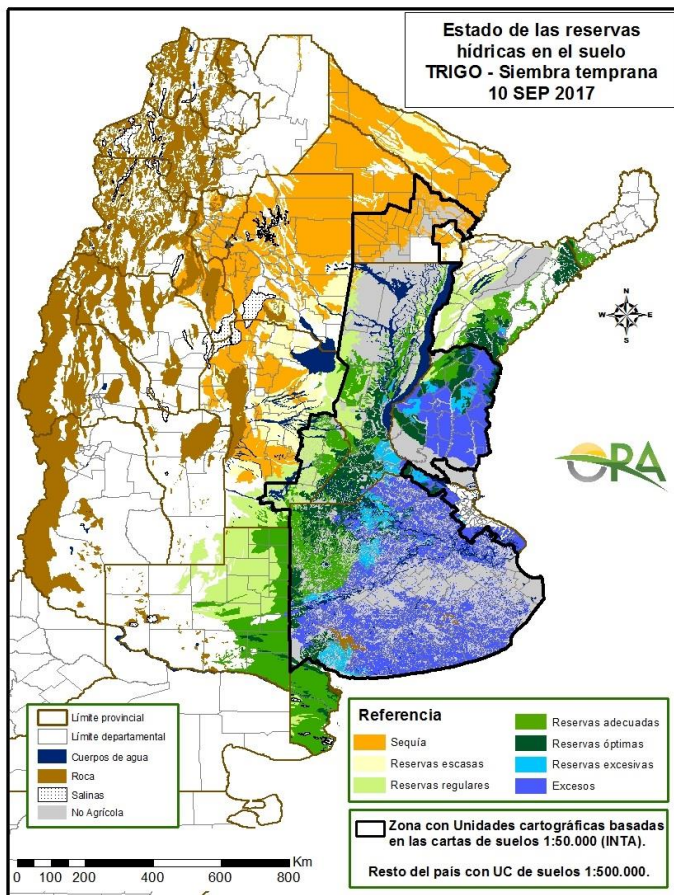 Estado de las reservas
hídricas en el suelo
TRIGO - Siembra temprana
10 SEP 2017
N
W E
S
ORA
Límite provincial
Límite departamental
Cuerpos de agua
Roca
Salinas
No Agrícola
Referencia
Sequía
Reservas escasas
Reservas regulares
Reservas adecuadas
Reservas óptimas
Reservas excesivas
Excesos
Zona con Unidades cartográficas basadas
en las cartas de suelos 1:50.000 (INTA).
Resto del país con UC de suelos 1:500.000.
Km
0 100 200 400 600 800